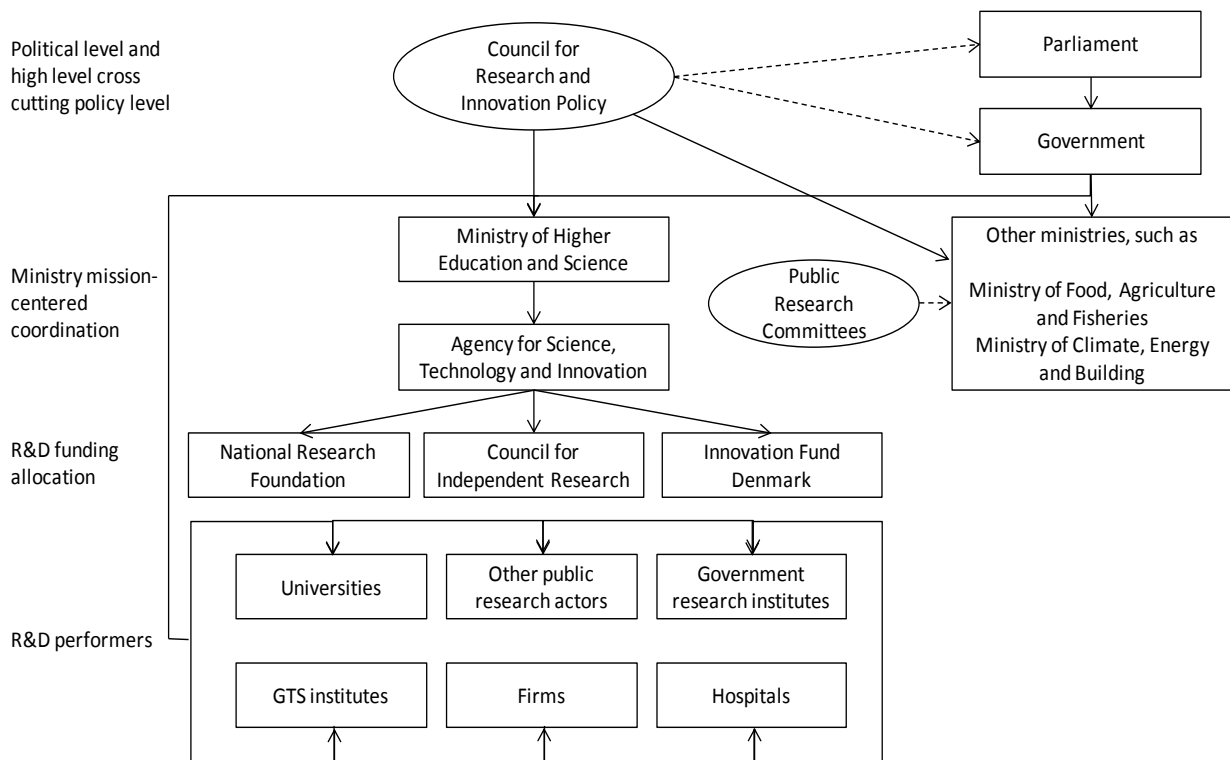 Political level and
high level cross
cutting policy level
Council for
Research and
Innovation Policy
Parliament
Government
Ministry mission-
centered
coordination
Ministry of Higher
Education and Science
Public
Research
Committees
Other ministries, such as
Ministry of Food, Agriculture
and Fisheries
Ministry of Climate, Energy
and Building
Agency for Science,
Technology and Innovation
R&D funding
allocation
National Research
Foundation
Council for
Independent Research
Innovation Fund
Denmark
R&D performers
Universities
Other public
research actors
Government
research institutes
GTS institutes
Firms
Hospitals